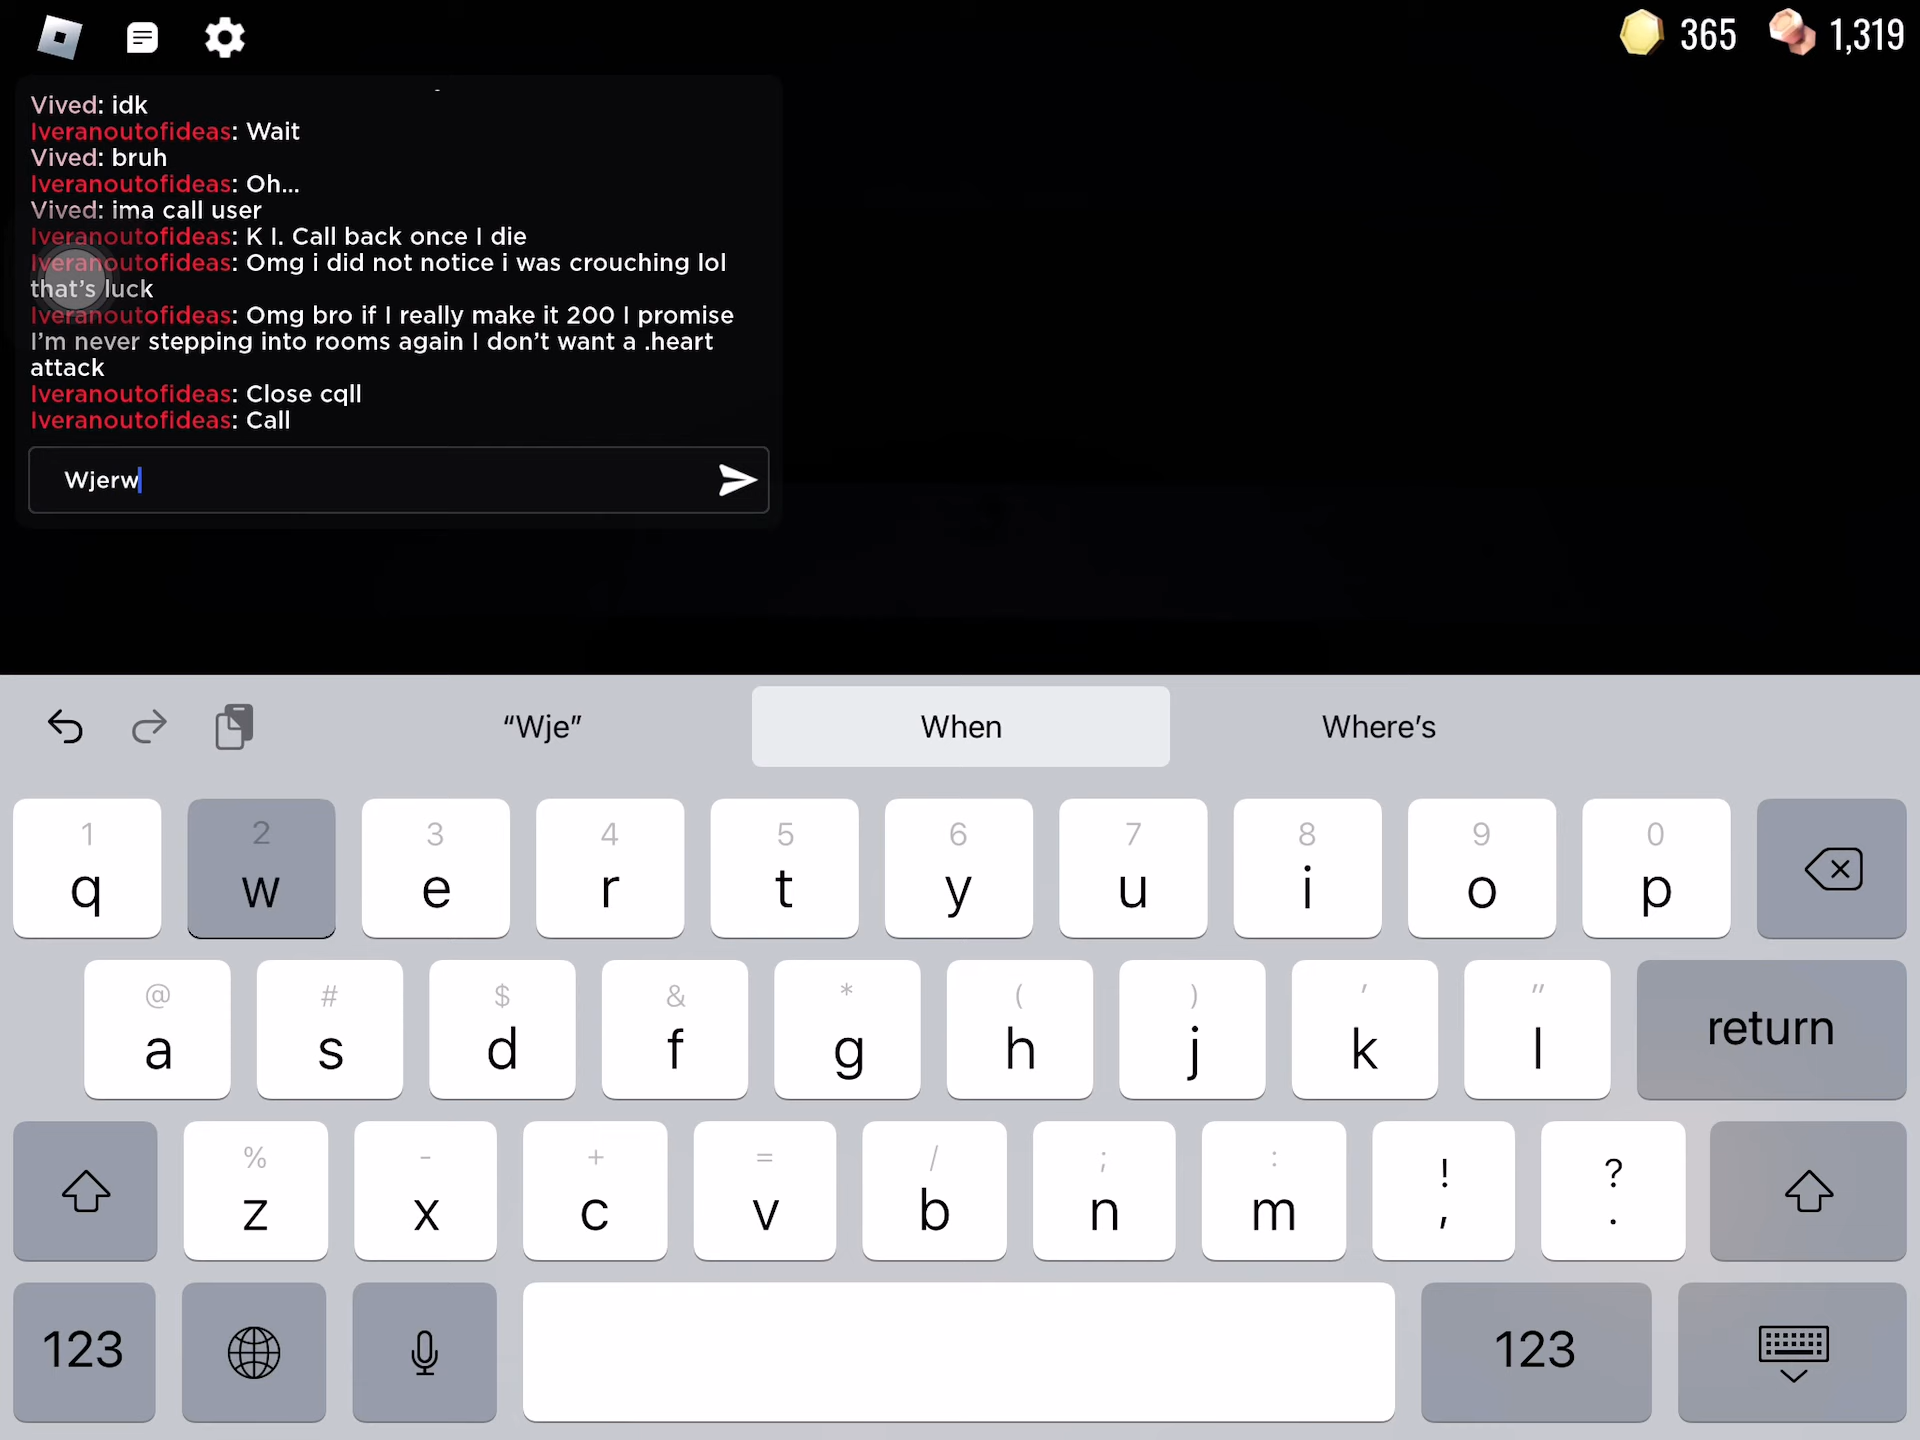 365 1,319
Vived: idk
Iveranoutofideas: Wait
Vived: bruh
Iveranoutofideas: Oh...
Vived: ima call user
Iveranoutofideas: K I. Call back once I die
Iveranoutofideas: Omg i did not notice i was crouching lol
that's luck
Iveranoutofideas: Omg bro if I really make it 200 I promise
I'm never stepping into rooms again I don't want a .heart
attack
Iveranoutofideas: Close cqll
Iveranoutofideas: Call
Wjerw
“Wje” When Where's
1 2 3 4 5 6 7 8 9 0
q w e r t y u i o p
@ # $ & * ( ) ' "
a s d f g h j k l return
% - + = / ; : ! ?
z x c v b n m , .
123 123